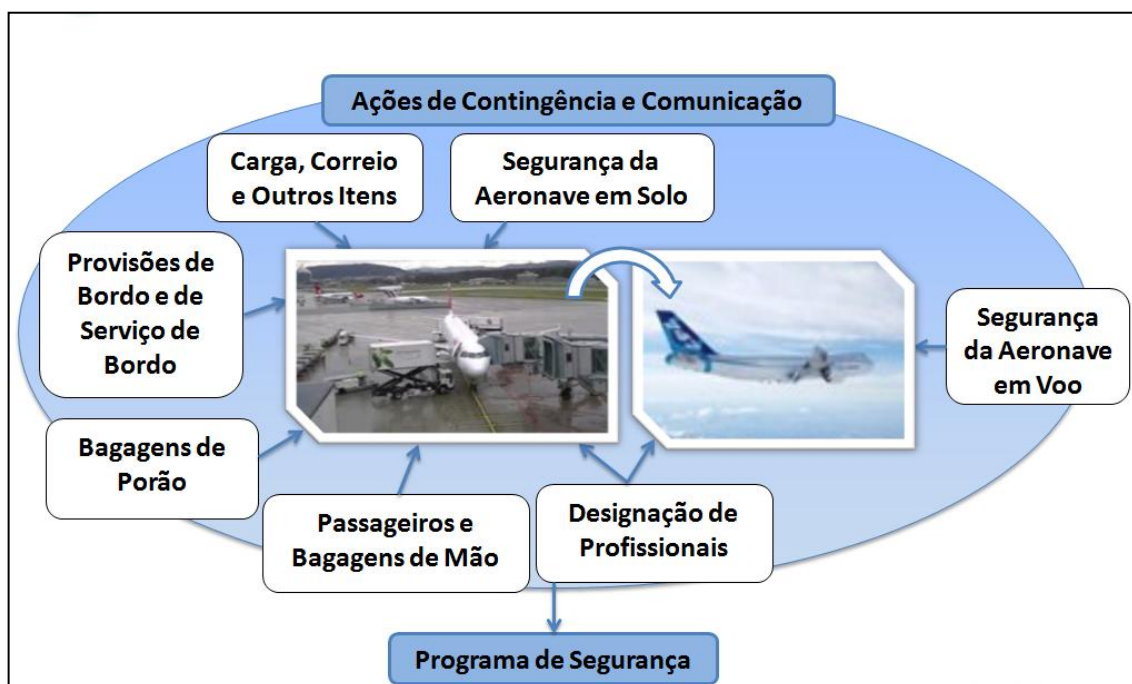 Ações de Contingência e Comunicação
Carga, Correio
e Outros Itens
Segurança da
Aeronave em Solo
Provisões de
Bordo e de
Serviço de
Bordo
Segurança
da Aeronave
em Voo
Bagagens de
Porão
Passageiros e
Bagagens de Mão
Designação de
Profissionais
Programa de Segurança